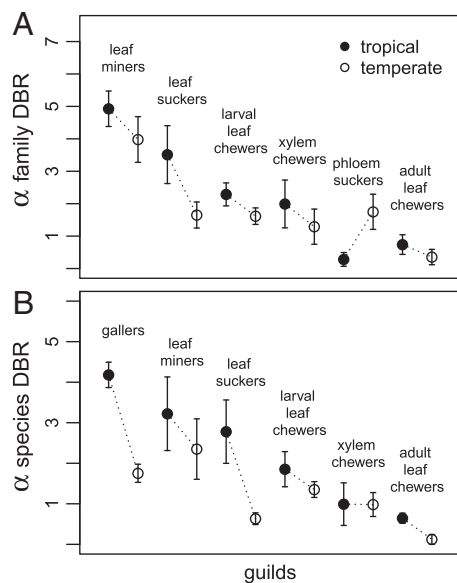 A
α family DBR
7
5
3
1
leaf
miners
leaf
suckers
larval
leaf
chewers
xylem
chewers
phloem
suckers
adult
leaf
chewers
tropical
temperate
B
α species DBR
5
3
1
gallers
leaf
miners
leaf
suckers
larval
leaf
chewers
xylem
chewers
adult
leaf
chewers
guilds